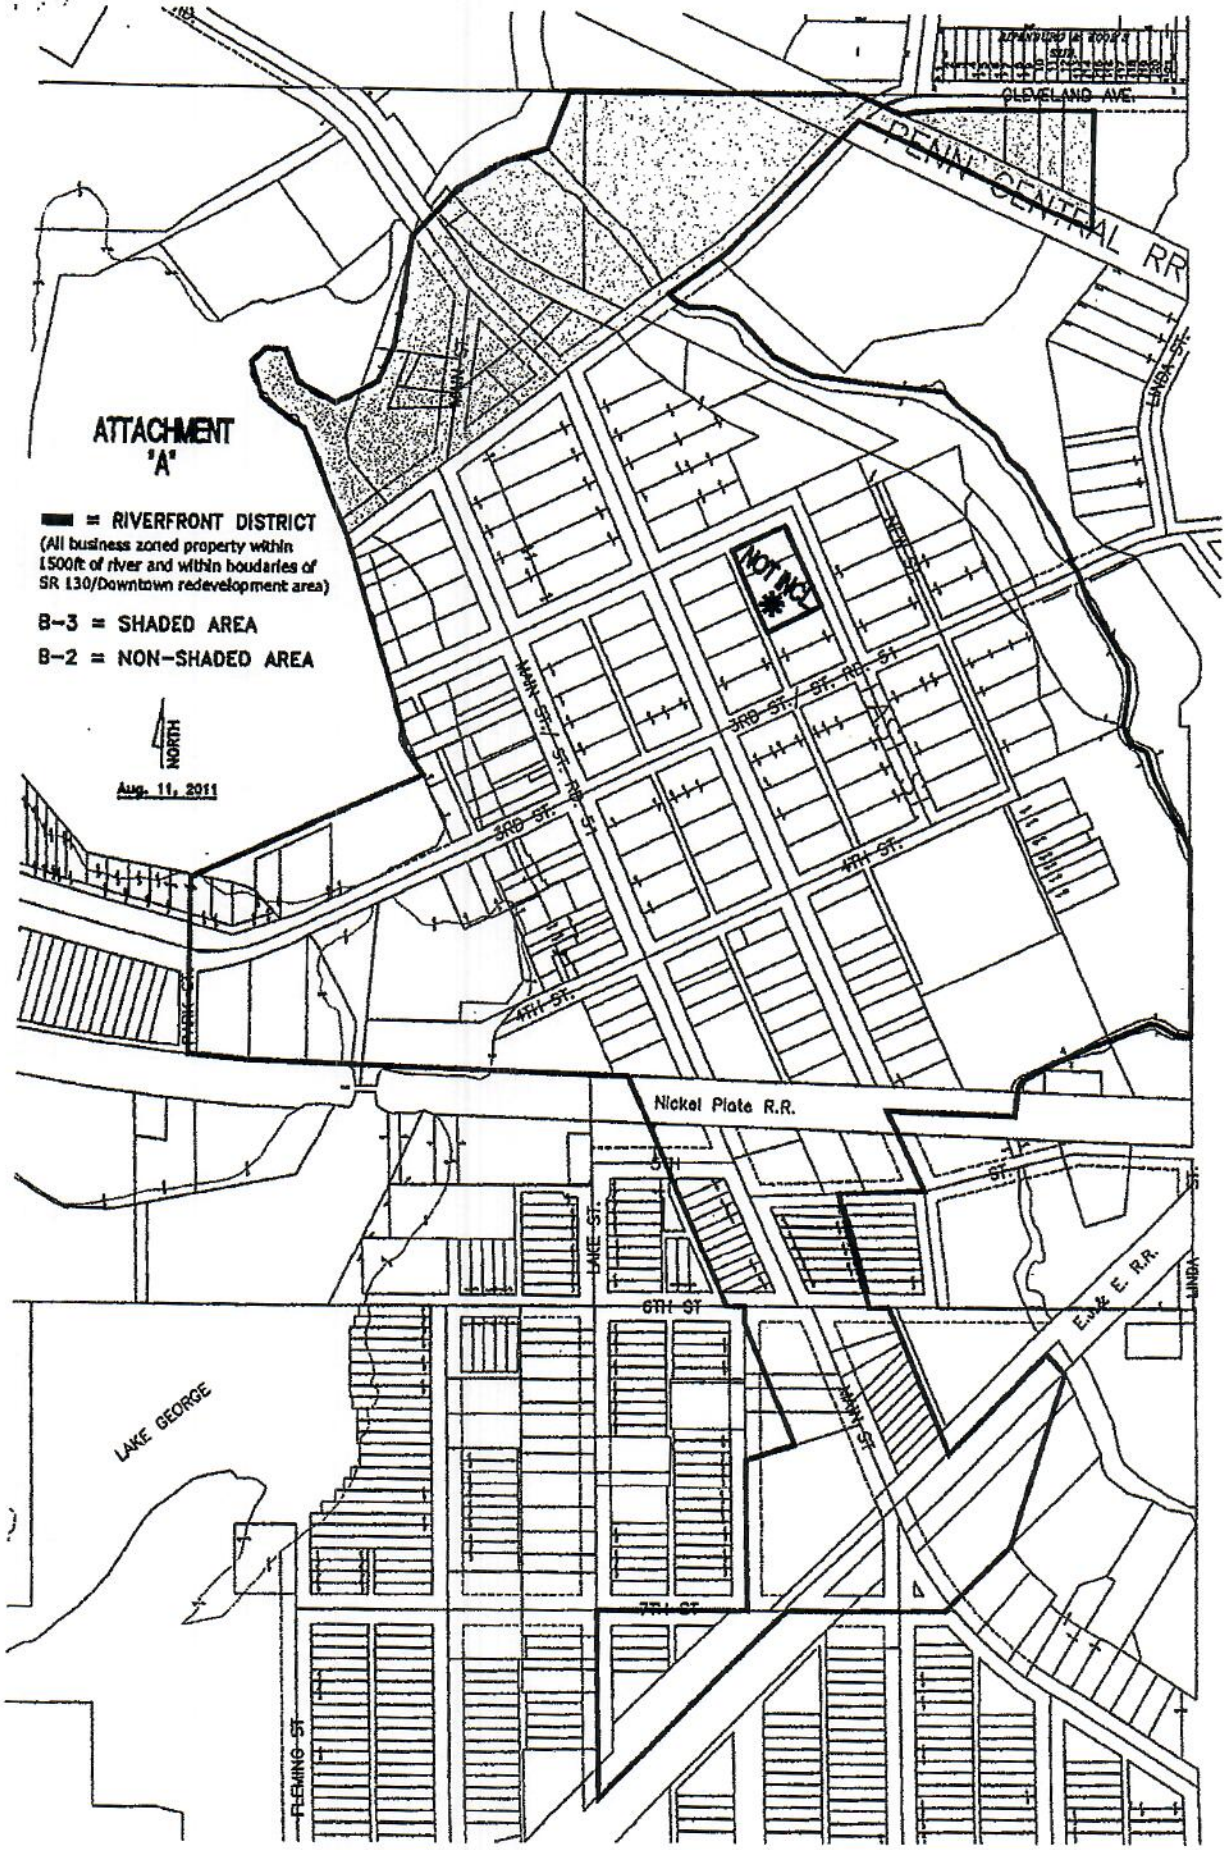 CLEVELAND AVE.
PENN CENTRAL RR
LINDA ST.
MAIN ST.
ATTACHMENT
"A"
= RIVERFRONT DISTRICT
(All business zoned property within
1500ft of river and within boudaries of
SR 130/Downtown redevelopment area)
B-3 = SHADED AREA
B-2 = NON-SHADED AREA
NORTH
Aug. 11, 2011
NOT INCL
MAIN ST./ ST. RD. 51
3RD ST./ ST. RD. 51
3RD ST.
4TH ST.
4TH ST.
PARK ST.
Nickel Plate R.R.
5TH
ST.
LAKE ST.
6TH ST
E.J.& E. R.R.
LINDA
ST.
MAIN ST
LAKE GEORGE
7TH ST
FLEMING ST